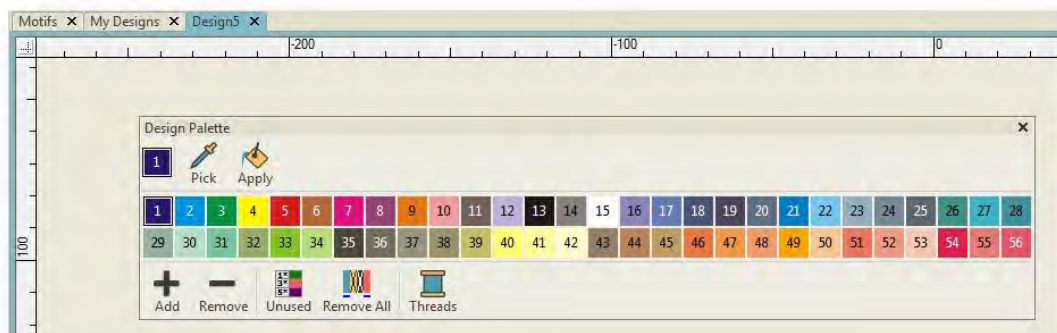 Motifs × My Designs × Design5 ×
-200 -100 0
Design Palette ×
1 Pick Apply
1 2 3 4 5 6 7 8 9 10 11 12 13 14 15 16 17 18 19 20 21 22 23 24 25 26 27 28
29 30 31 32 33 34 35 36 37 38 39 40 41 42 43 44 45 46 47 48 49 50 51 52 53 54 55 56
100
Add Remove Unused Remove All Threads